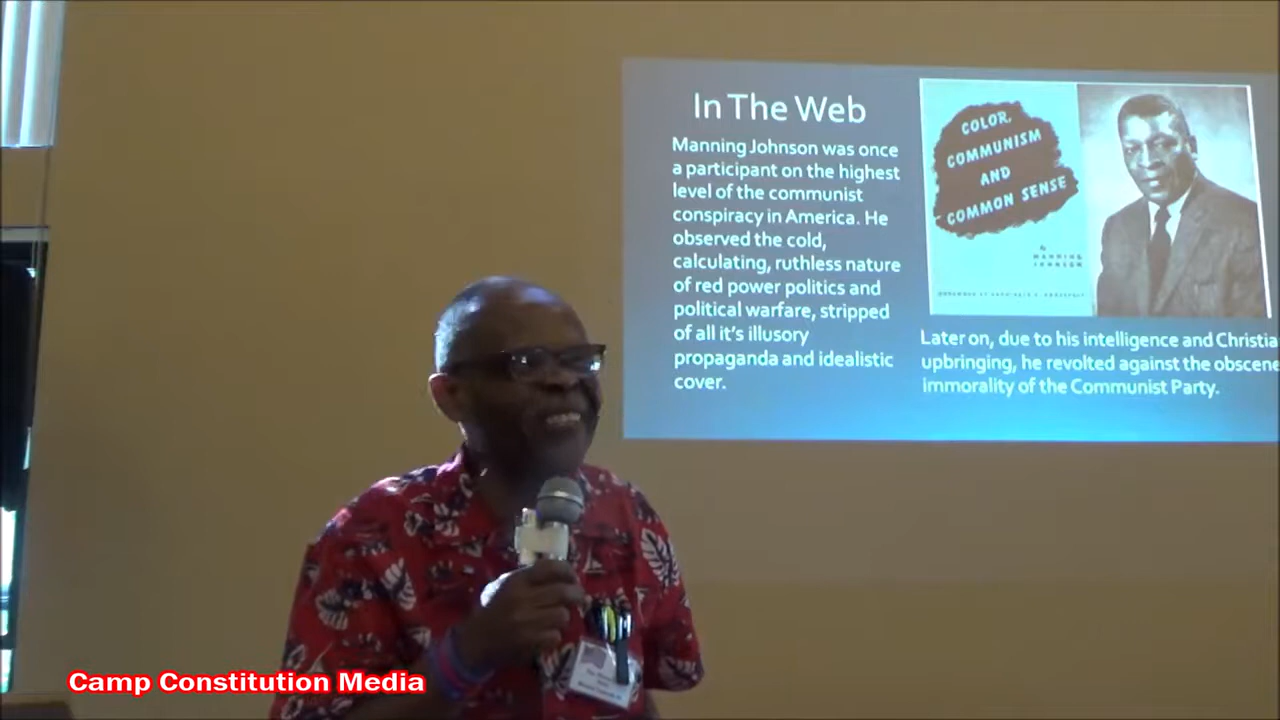 In The Web
Manning Johnson was once
a participant on the highest
level of the communist
conspiracy in America. He
observed the cold,
calculating, ruthless nature
of red power politics and
political warfare, stripped
of all it's illusory
propaganda and idealistic
cover.
COLOR,
COMMUNISM
AND
COMMON SENSE
By
MANNING
JOHNSON
Later on, due to his intelligence and Christia
upbringing, he revolted against the obscene
immorality of the Communist Party.
Camp Constitution Media